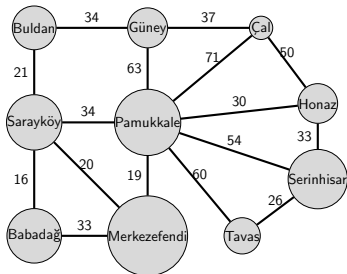 34
37
Buldan
Güney
Çal
71
50
21
63
34
30
Honaz
Sarayköy
Pamukkale
33
54
16
20
19
60
Serinhisar
26
Babadağ
33
Merkezefendi
Tavas